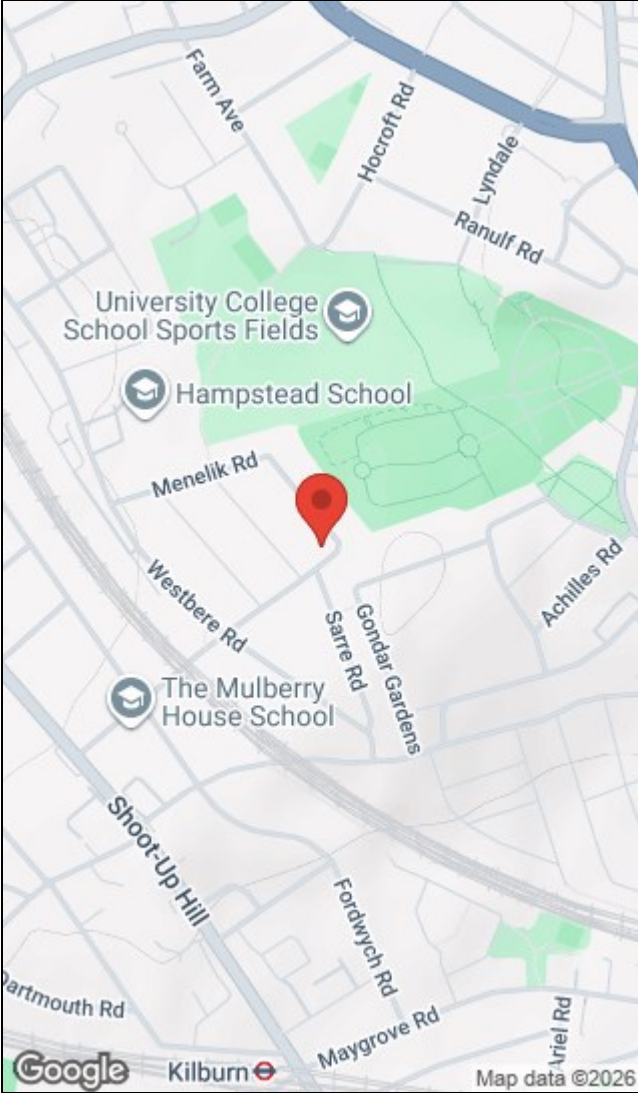 Farm Ave
Hocroft Rd
Lyndale
Ranulf Rd
University College
School Sports Fields
Hampstead School
Menelik Rd
Westbere Rd
Sarre Rd
Gondar Gardens
Achilles Rd
The Mulberry
House School
Shoot-Up Hill
Fordwych Rd
Dartmouth Rd
Maygrove Rd
Ariel Rd
Kilburn
Google
Map data ©2026